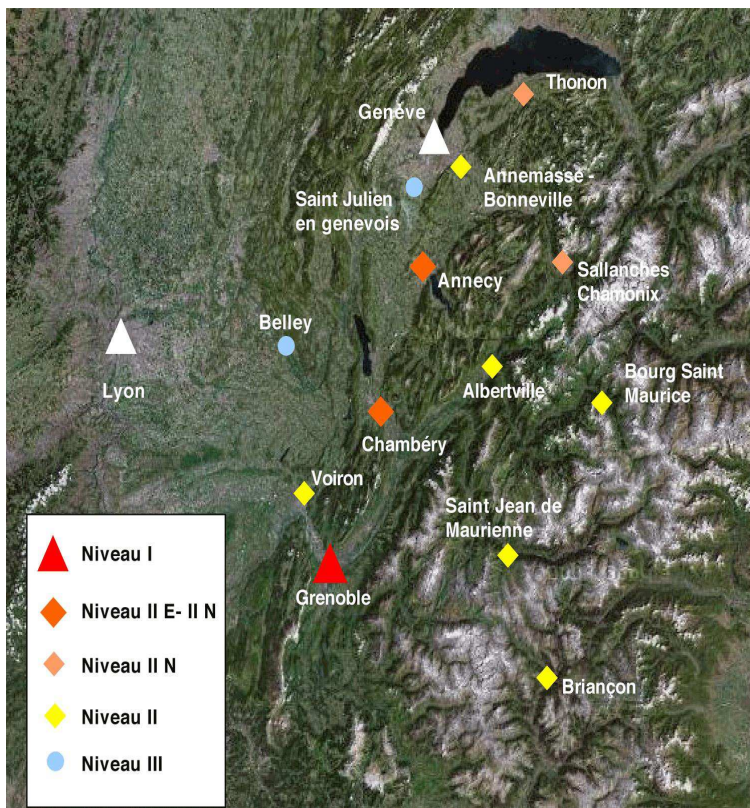 Thonon
Genève
Annemasse -
Bonneville
Saint Julien
en genevois
Annecy
Sallanches
Chamonix
Belley
Lyon
Albertville
Bourg Saint
Maurice
Chambéry
Voiron
Saint Jean de
Maurienne
Grenoble
Briançon
Niveau I
Niveau II E- II N
Niveau II N
Niveau II
Niveau III